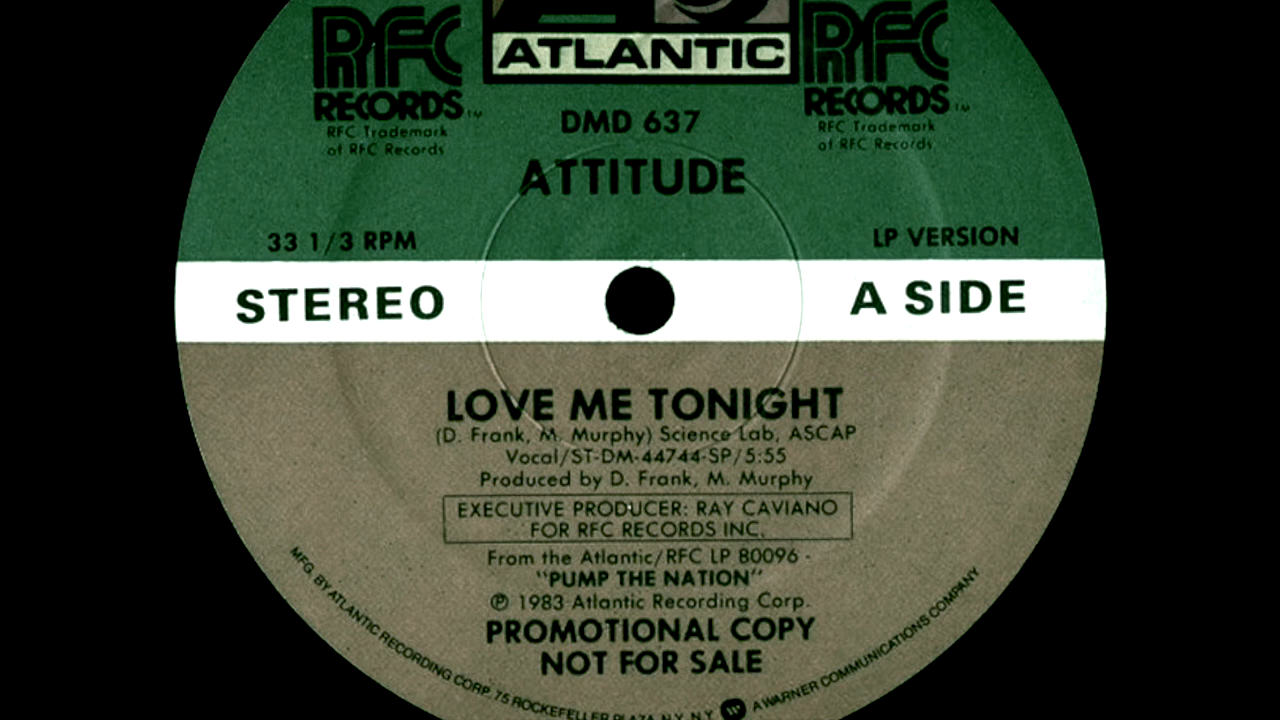 ATLANTIC
RFC
RECORDS™
RFC Trademark
of RFC Records
RFC
RECORDS™
RFC Trademark
of RFC Records
DMD 637
ATTITUDE
33 1/3 RPM
LP VERSION
STEREO
A SIDE
LOVE ME TONIGHT
(D. Frank, M. Murphy) Science Lab, ASCAP
Vocal/ST-DM-44744-SP/5:55
Produced by D. Frank, M. Murphy
EXECUTIVE PRODUCER: RAY CAVIANO
FOR RFC RECORDS INC.
From the Atlantic/RFC LP 80096 -
"PUMP THE NATION"
℗ 1983 Atlantic Recording Corp.
PROMOTIONAL COPY
NOT FOR SALE
MFG. BY ATLANTIC RECORDING CORP. 75 ROCKEFELLER PLAZA, N.Y. N.Y. A WARNER COMMUNICATIONS COMPANY